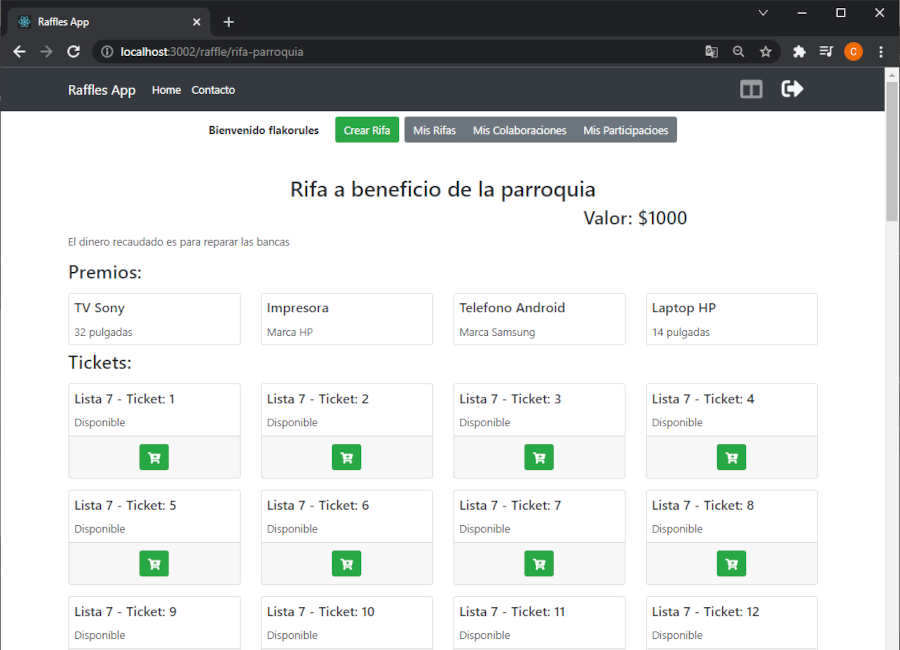 Raffles App
localhost:3002/raffle/rifa-parroquia
C
Raffles App Home Contacto
Bienvenido flakorules Crear Rifa Mis Rifas Mis Colaboraciones Mis Participacioes
Rifa a beneficio de la parroquia
Valor: $1000
El dinero recaudado es para reparar las bancas
Premios:
TV Sony Impresora Telefono Android Laptop HP
32 pulgadas Marca HP Marca Samsung 14 pulgadas
Tickets:
Lista 7 - Ticket: 1 Lista 7 - Ticket: 2 Lista 7 - Ticket: 3 Lista 7 - Ticket: 4
Disponible Disponible Disponible Disponible
Lista 7 - Ticket: 5 Lista 7 - Ticket: 6 Lista 7 - Ticket: 7 Lista 7 - Ticket: 8
Disponible Disponible Disponible Disponible
Lista 7 - Ticket: 9 Lista 7 - Ticket: 10 Lista 7 - Ticket: 11 Lista 7 - Ticket: 12
Disponible Disponible Disponible Disponible